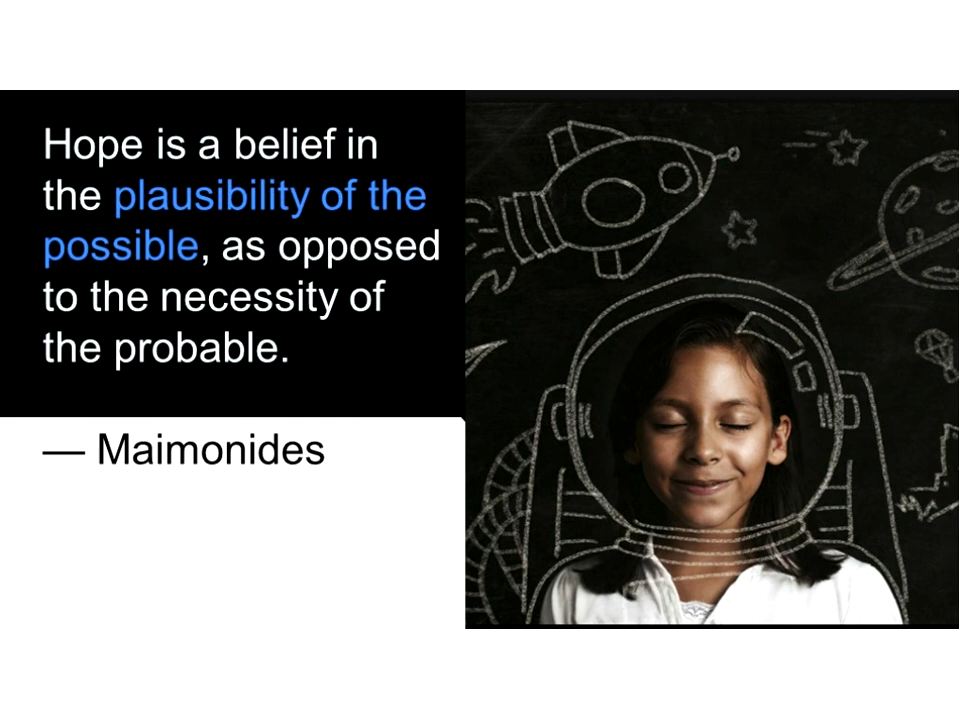 Hope is a belief in
the plausibility of the
possible, as opposed
to the necessity of
the probable.
— Maimonides